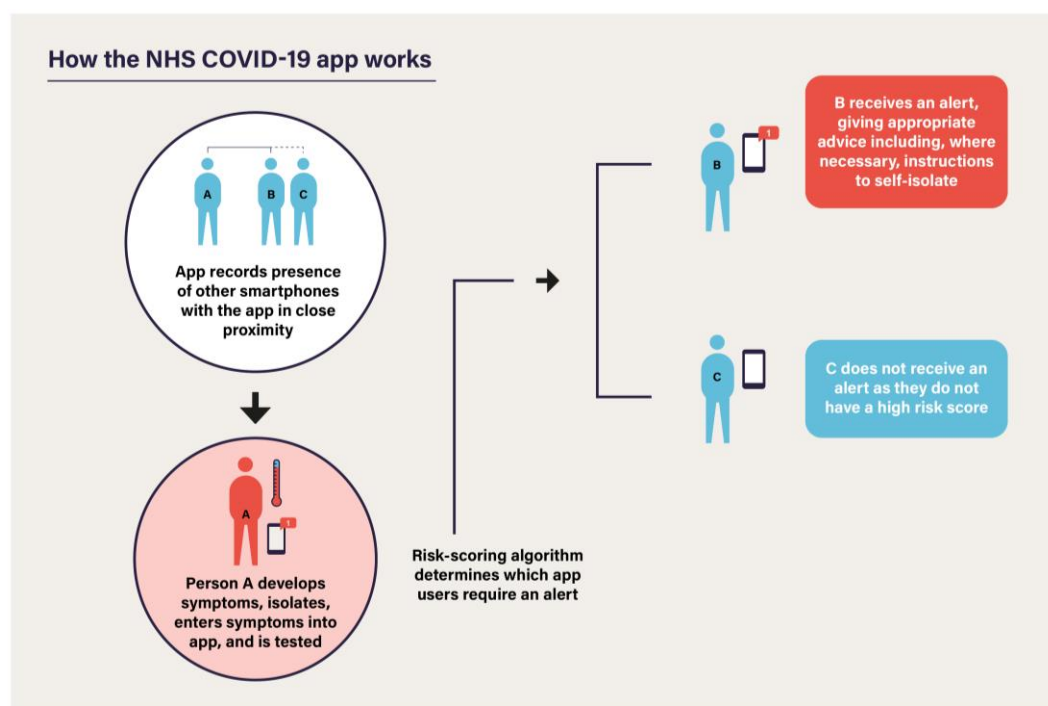 How the NHS COVID-19 app works
A
B
C
App records presence
of other smartphones
with the app in close
proximity
A
1
Person A develops
symptoms, isolates,
enters symptoms into
app, and is tested
Risk-scoring algorithm
determines which app
users require an alert
B
1
B receives an alert,
giving appropriate
advice including, where
necessary, instructions
to self-isolate
C
C does not receive an
alert as they do not
have a high risk score